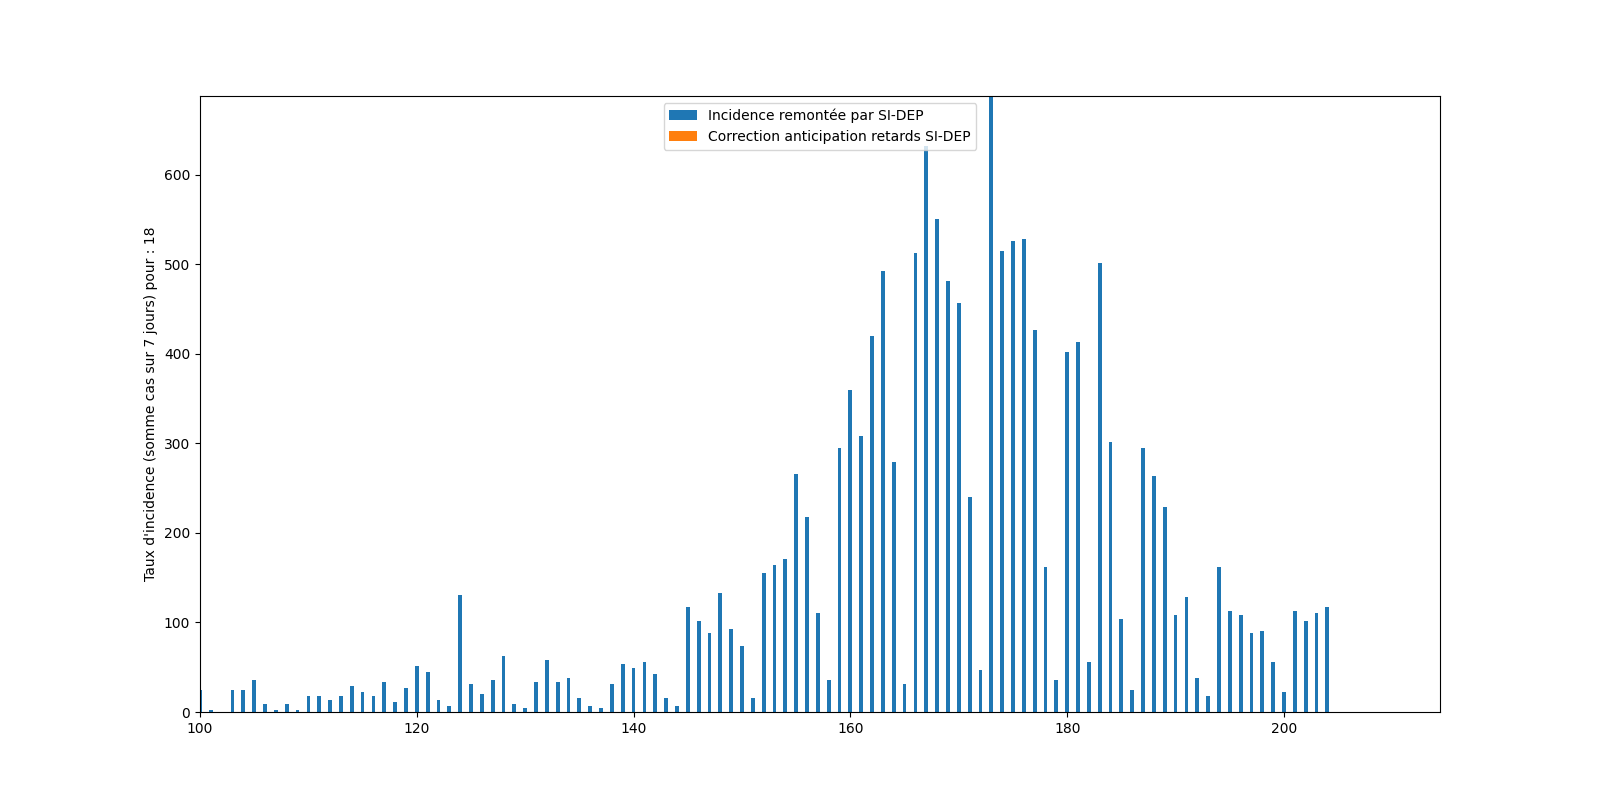 Incidence remontée par SI-DEP
Correction anticipation retards SI-DEP
Taux d'incidence (somme cas sur 7 jours) pour : 18
600
500
400
300
200
100
0
100 120 140 160 180 200